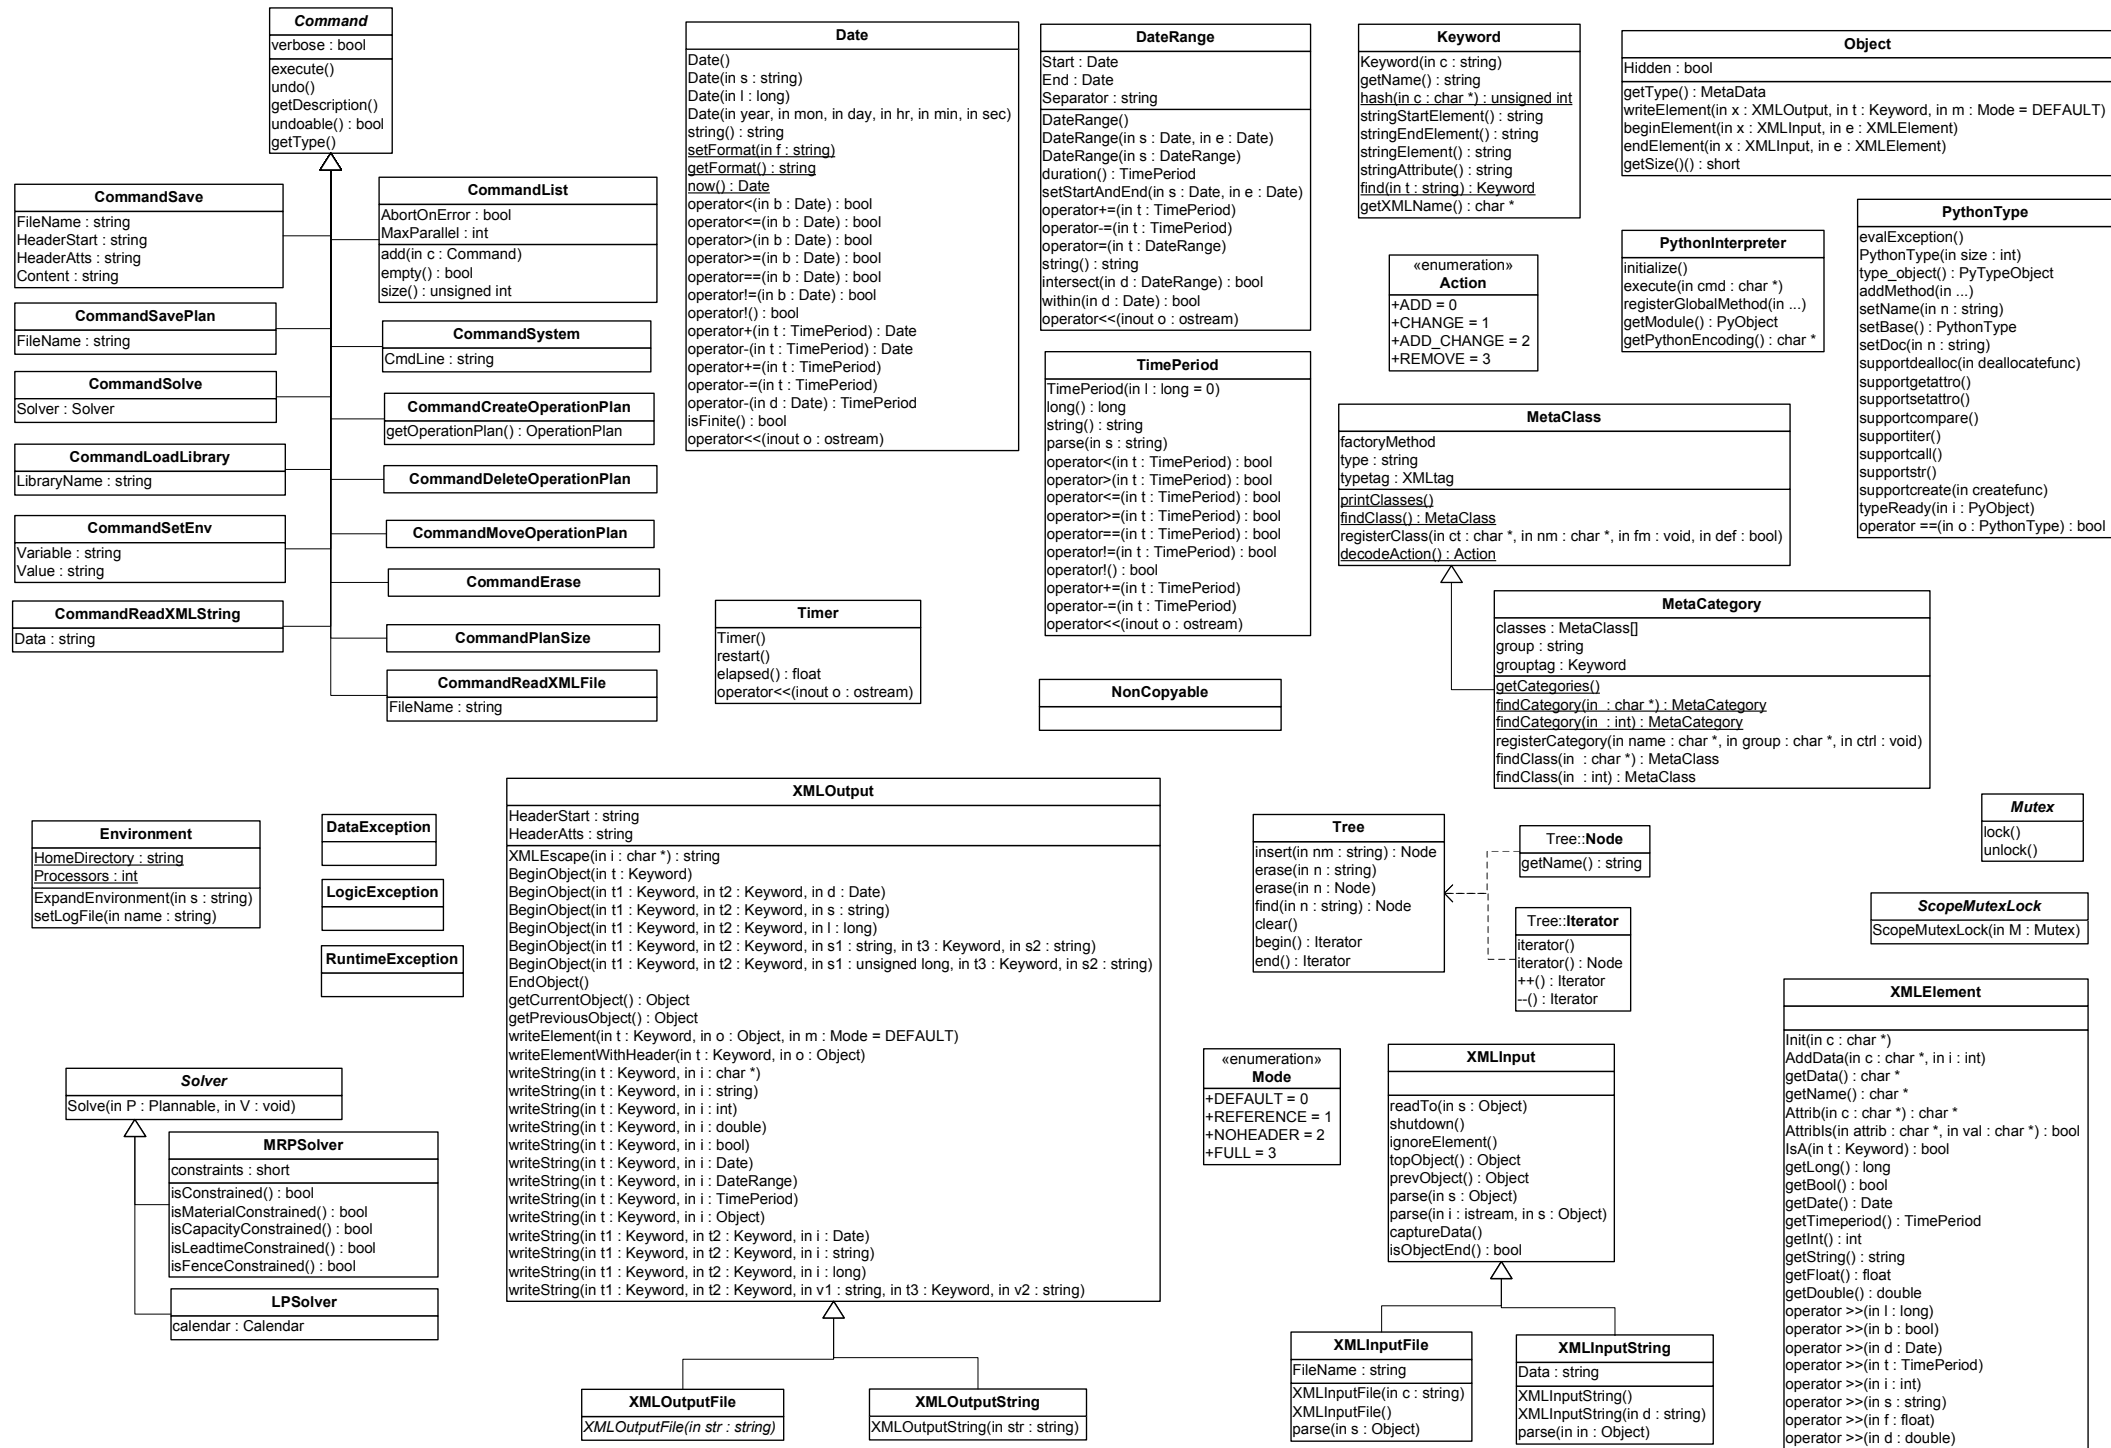 Command
verbose : bool
execute()
undo()
getDescription()
undoable() : bool
getType()
CommandSave
FileName : string
HeaderStart : string
HeaderAtts : string
Content : string
CommandSavePlan
FileName : string
CommandSolve
Solver : Solver
CommandLoadLibrary
LibraryName : string
CommandSetEnv
Variable : string
Value : string
CommandReadXMLString
Data : string
CommandList
AbortOnError : bool
MaxParallel : int
add(in c : Command)
empty() : bool
size() : unsigned int
CommandSystem
CmdLine : string
CommandCreateOperationPlan
getOperationPlan() : OperationPlan
CommandDeleteOperationPlan
CommandMoveOperationPlan
CommandErase
CommandPlanSize
CommandReadXMLFile
FileName : string
Date
Date()
Date(in s : string)
Date(in l : long)
Date(in year, in mon, in day, in hr, in min, in sec)
string() : string
setFormat(in f : string)
getFormat() : string
now() : Date
operator<(in b : Date) : bool
operator<=(in b : Date) : bool
operator>(in b : Date) : bool
operator>=(in b : Date) : bool
operator==(in b : Date) : bool
operator!=(in b : Date) : bool
operator!() : bool
operator+(in t : TimePeriod) : Date
operator-(in t : TimePeriod) : Date
operator+=(in t : TimePeriod)
operator-=(in t : TimePeriod)
operator-(in d : Date) : TimePeriod
isFinite() : bool
operator<<(inout o : ostream)
Timer
Timer()
restart()
elapsed() : float
operator<<(inout o : ostream)
DateRange
Start : Date
End : Date
Separator : string
DateRange()
DateRange(in s : Date, in e : Date)
DateRange(in s : DateRange)
duration() : TimePeriod
setStartAndEnd(in s : Date, in e : Date)
operator+=(in t : TimePeriod)
operator-=(in t : TimePeriod)
operator=(in t : DateRange)
string() : string
intersect(in d : DateRange) : bool
within(in d : Date) : bool
operator<<(inout o : ostream)
TimePeriod
TimePeriod(in l : long = 0)
long() : long
string() : string
parse(in s : string)
operator<(in t : TimePeriod) : bool
operator>(in t : TimePeriod) : bool
operator<=(in t : TimePeriod) : bool
operator>=(in t : TimePeriod) : bool
operator==(in t : TimePeriod) : bool
operator!=(in t : TimePeriod) : bool
operator!() : bool
operator+=(in t : TimePeriod)
operator-=(in t : TimePeriod)
operator<<(inout o : ostream)
NonCopyable
Keyword
Keyword(in c : string)
getName() : string
hash(in c : char *) : unsigned int
stringStartElement() : string
stringEndElement() : string
stringElement() : string
stringAttribute() : string
find(in t : string) : Keyword
getXMLName() : char *
«enumeration»
Action
+ADD = 0
+CHANGE = 1
+ADD_CHANGE = 2
+REMOVE = 3
Object
Hidden : bool
getType() : MetaData
writeElement(in x : XMLOutput, in t : Keyword, in m : Mode = DEFAULT)
beginElement(in x : XMLInput, in e : XMLElement)
endElement(in x : XMLInput, in e : XMLElement)
getSize()() : short
PythonInterpreter
initialize()
execute(in cmd : char *)
registerGlobalMethod(in ...)
getModule() : PyObject
getPythonEncoding() : char *
PythonType
evalException()
PythonType(in size : int)
type_object() : PyTypeObject
addMethod(in ...)
setName(in n : string)
setBase() : PythonType
setDoc(in n : string)
supportdealloc(in deallocatefunc)
supportgetattro()
supportsetattro()
supportcompare()
supportiter()
supportcall()
supportstr()
supportcreate(in createfunc)
typeReady(in i : PyObject)
operator ==(in o : PythonType) : bool
MetaClass
factoryMethod
type : string
typetag : XMLtag
printClasses()
findClass() : MetaClass
registerClass(in ct : char *, in nm : char *, in fm : void, in def : bool)
decodeAction() : Action
MetaCategory
classes : MetaClass[]
group : string
grouptag : Keyword
getCategories()
findCategory(in  : char *) : MetaCategory
findCategory(in  : int) : MetaCategory
registerCategory(in name : char *, in group : char *, in ctrl : void)
findClass(in  : char *) : MetaClass
findClass(in  : int) : MetaClass
Environment
HomeDirectory : string
Processors : int
ExpandEnvironment(in s : string)
setLogFile(in name : string)
DataException
LogicException
RuntimeException
XMLOutput
HeaderStart : string
HeaderAtts : string
XMLEscape(in i : char *) : string
BeginObject(in t : Keyword)
BeginObject(in t1 : Keyword, in t2 : Keyword, in d : Date)
BeginObject(in t1 : Keyword, in t2 : Keyword, in s : string)
BeginObject(in t1 : Keyword, in t2 : Keyword, in l : long)
BeginObject(in t1 : Keyword, in t2 : Keyword, in s1 : string, in t3 : Keyword, in s2 : string)
BeginObject(in t1 : Keyword, in t2 : Keyword, in s1 : unsigned long, in t3 : Keyword, in s2 : string)
EndObject()
getCurrentObject() : Object
getPreviousObject() : Object
writeElement(in t : Keyword, in o : Object, in m : Mode = DEFAULT)
writeElementWithHeader(in t : Keyword, in o : Object)
writeString(in t : Keyword, in i : char *)
writeString(in t : Keyword, in i : string)
writeString(in t : Keyword, in i : int)
writeString(in t : Keyword, in i : double)
writeString(in t : Keyword, in i : bool)
writeString(in t : Keyword, in i : Date)
writeString(in t : Keyword, in i : DateRange)
writeString(in t : Keyword, in i : TimePeriod)
writeString(in t : Keyword, in i : Object)
writeString(in t1 : Keyword, in t2 : Keyword, in i : Date)
writeString(in t1 : Keyword, in t2 : Keyword, in i : string)
writeString(in t1 : Keyword, in t2 : Keyword, in i : long)
writeString(in t1 : Keyword, in t2 : Keyword, in v1 : string, in t3 : Keyword, in v2 : string)
XMLOutputFile
XMLOutputFile(in str : string)
XMLOutputString
XMLOutputString(in str : string)
Solver
Solve(in P : Plannable, in V : void)
MRPSolver
constraints : short
isConstrained() : bool
isMaterialConstrained() : bool
isCapacityConstrained() : bool
isLeadtimeConstrained() : bool
isFenceConstrained() : bool
LPSolver
calendar : Calendar
Tree
insert(in nm : string) : Node
erase(in n : string)
erase(in n : Node)
find(in n : string) : Node
clear()
begin() : Iterator
end() : Iterator
Tree::Node
getName() : string
Tree::Iterator
iterator()
iterator() : Node
++() : Iterator
--() : Iterator
«enumeration»
Mode
+DEFAULT = 0
+REFERENCE = 1
+NOHEADER = 2
+FULL = 3
XMLInput
readTo(in s : Object)
shutdown()
ignoreElement()
topObject() : Object
prevObject() : Object
parse(in s : Object)
parse(in i : istream, in s : Object)
captureData()
isObjectEnd() : bool
XMLInputFile
FileName : string
XMLInputFile(in c : string)
XMLInputFile()
parse(in s : Object)
XMLInputString
Data : string
XMLInputString()
XMLInputString(in d : string)
parse(in in : Object)
Mutex
lock()
unlock()
ScopeMutexLock
ScopeMutexLock(in M : Mutex)
XMLElement
Init(in c : char *)
AddData(in c : char *, in i : int)
getData() : char *
getName() : char *
Attrib(in c : char *) : char *
AttribIs(in attrib : char *, in val : char *) : bool
IsA(in t : Keyword) : bool
getLong() : long
getBool() : bool
getDate() : Date
getTimeperiod() : TimePeriod
getInt() : int
getString() : string
getFloat() : float
getDouble() : double
operator >>(in l : long)
operator >>(in b : bool)
operator >>(in d : Date)
operator >>(in t : TimePeriod)
operator >>(in i : int)
operator >>(in s : string)
operator >>(in f : float)
operator >>(in d : double)